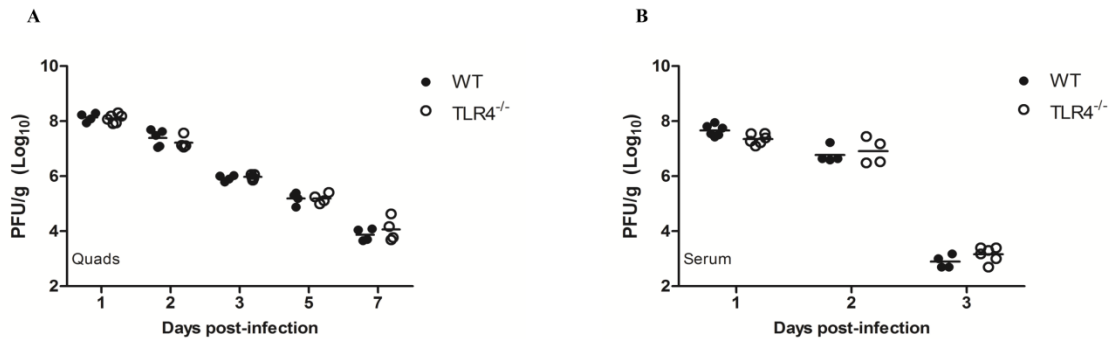 A
PFU/g (Log10)
10
8
6
4
2
Quads
1 2 3 5 7
Days post-infection
WT
TLR4-/-
B
PFU/g (Log10)
10
8
6
4
2
Serum
1 2 3
Days post-infection
WT
TLR4-/-